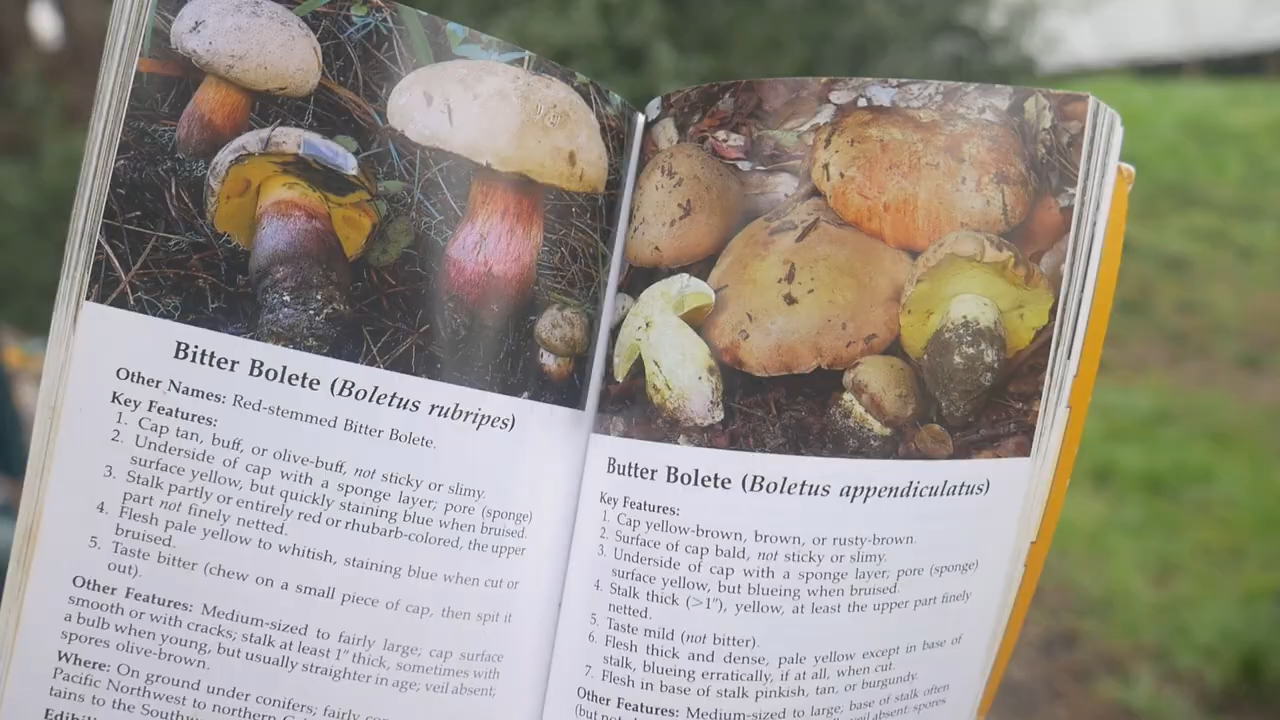 Bitter Bolete (Boletus rubripes)
Other Names: Red-stemmed Bitter Bolete.
Key Features:
1. Cap tan, buff, or olive-buff, not sticky or slimy.
2. Underside of cap with a sponge layer; pore (sponge)
surface yellow, but quickly staining blue when bruised.
3. Stalk partly or entirely red or rhubarb-colored, the upper
part not finely netted.
4. Flesh pale yellow to whitish, staining blue when cut or
bruised.
5. Taste bitter (chew on a small piece of cap, then spit it
out).
Other Features: Medium-sized to fairly large; cap surface
smooth or with cracks; stalk at least 1" thick, sometimes with
a bulb when young, but usually straighter in age; veil absent;
spores olive-brown.
Where: On ground under conifers; fairly
Pacific Northwest to northern
tains to the
Butter Bolete (Boletus appendiculatus)
Key Features:
1. Cap yellow-brown, brown, or rusty-brown.
2. Surface of cap bald, not sticky or slimy.
3. Underside of cap with a sponge layer; pore (sponge)
surface yellow, but blueing when bruised.
4. Stalk thick (>1"), yellow, at least the upper part finely
netted.
5. Taste mild (not bitter).
6. Flesh thick and dense, pale yellow except in base of
stalk, blueing erratically, if at all, when cut.
7. Flesh in base of stalk pinkish, tan, or burgundy.
Other Features: Medium-sized to large; base of stalk often
veil absent; spores